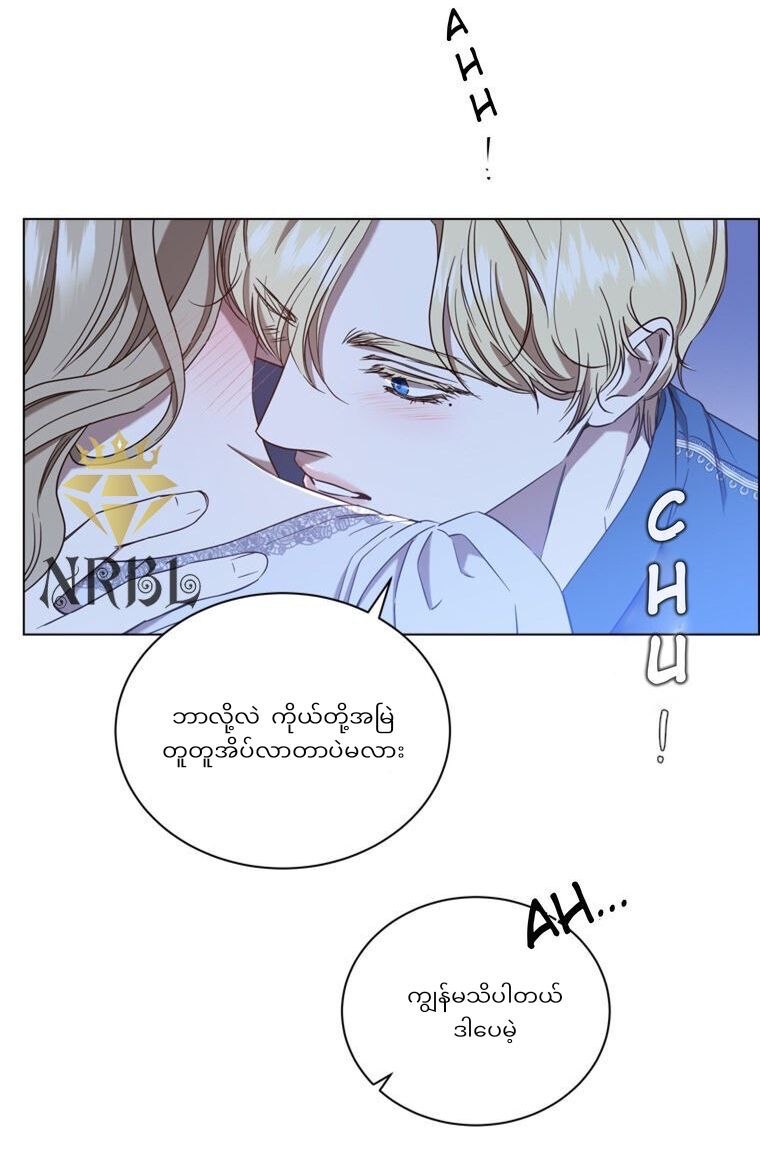 AHH!
NRBL
CHU!
ဘာလို့လဲ ကိုယ်တို့အမြဲ
တူတူအိပ်လာတာပဲမလား
AH...
ကျွန်မသိပါတယ်
ဒါပေမဲ့